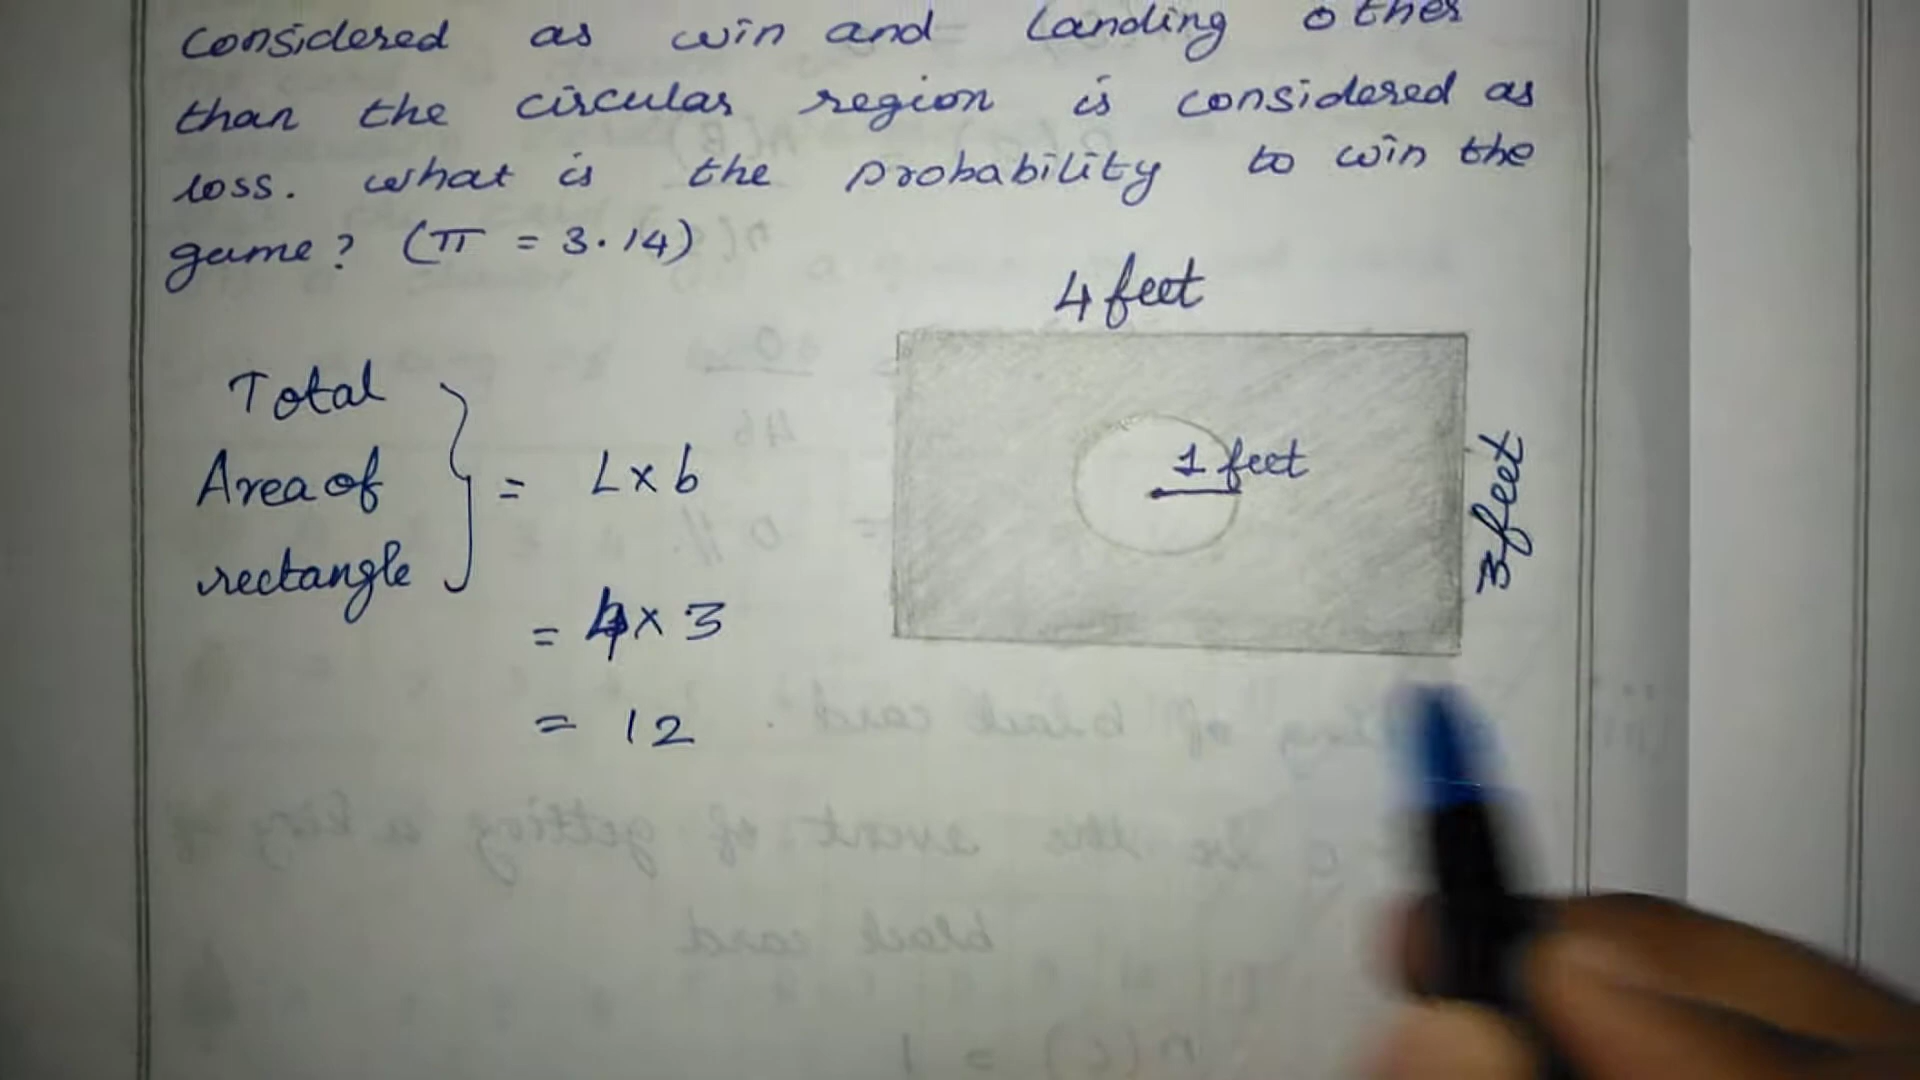 considered as win and landing other
than the circular region is considered as
loss. what is the probability to win the
game? (π = 3.14)
4 feet
1 feet
3 feet
Total
Area of
rectangle
= L x b
= 4 x 3
= 12